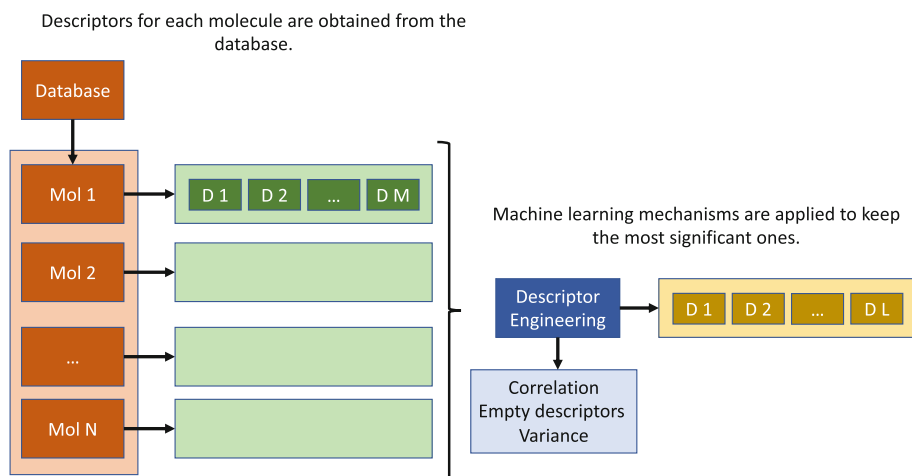 Descriptors for each molecule are obtained from the
database.
Database
Mol 1
D 1
D 2
...
D M
Mol 2
...
Mol N
Machine learning mechanisms are applied to keep
the most significant ones.
Descriptor
Engineering
D 1
D 2
...
D L
Correlation
Empty descriptors
Variance